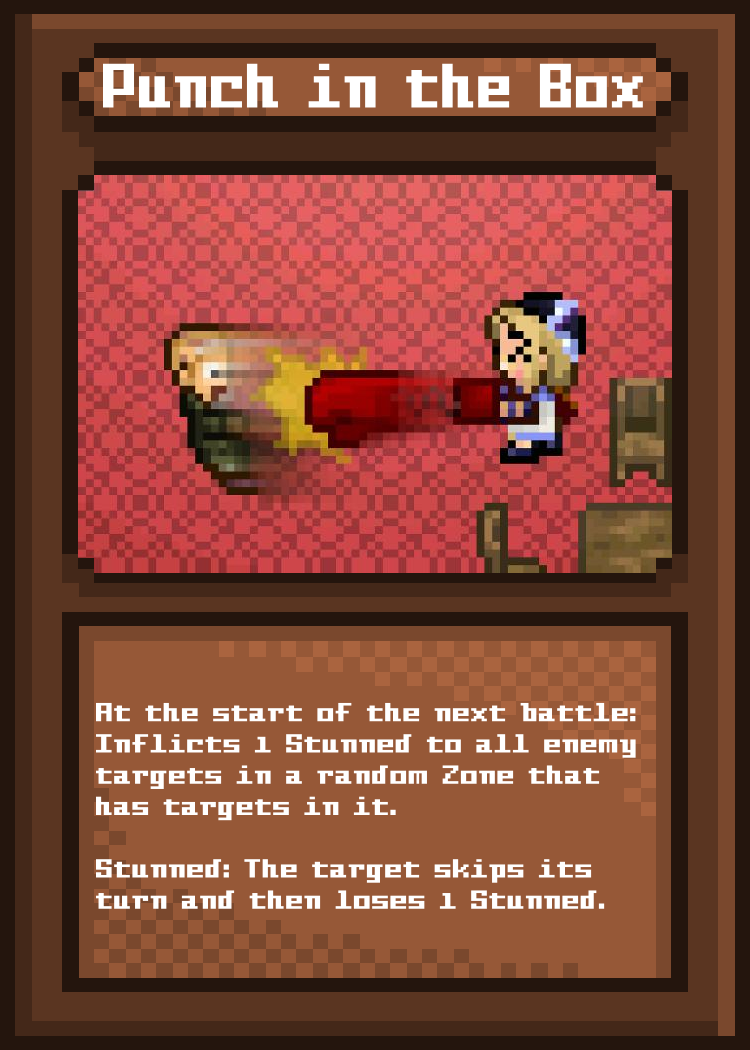 Punch in the Box
At the start of the next battle:
Inflicts 1 Stunned to all enemy
targets in a random Zone that
has targets in it.
Stunned: The target skips its
turn and then loses 1 Stunned.